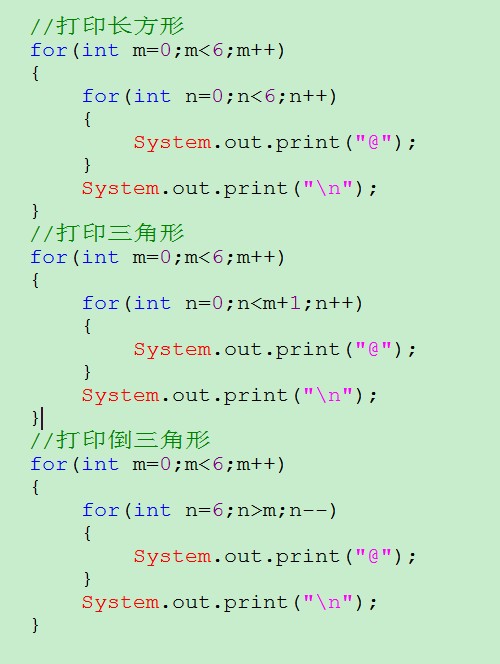 //打印长方形
for(int m=0;m<6;m++)
{
    for(int n=0;n<6;n++)
    {
        System.out.print("@");
    }
    System.out.print("\n");
}
//打印三角形
for(int m=0;m<6;m++)
{
    for(int n=0;n<m+1;n++)
    {
        System.out.print("@");
    }
    System.out.print("\n");
}
//打印倒三角形
for(int m=0;m<6;m++)
{
    for(int n=6;n>m;n--)
    {
        System.out.print("@");
    }
    System.out.print("\n");
}